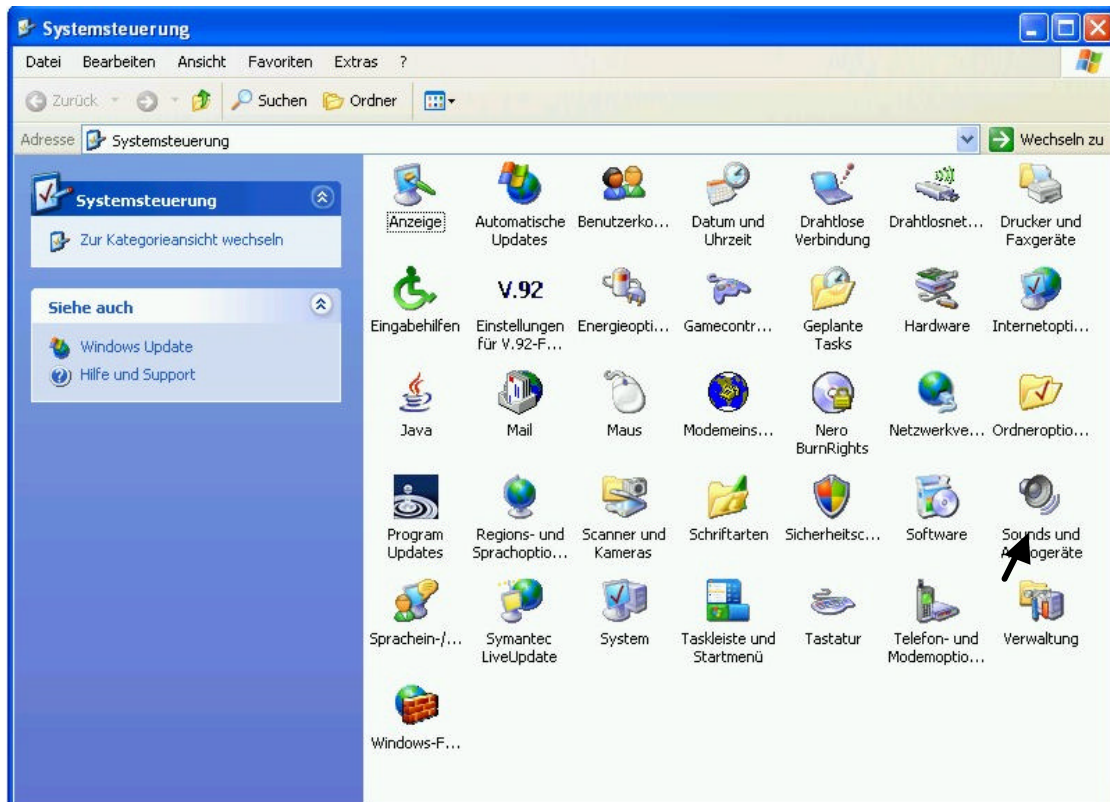 Systemsteuerung
Datei Bearbeiten Ansicht Favoriten Extras ?
Zurück Suchen Ordner
Adresse Systemsteuerung Wechseln zu
Systemsteuerung
Zur Kategorieansicht wechseln
Siehe auch
Windows Update
Hilfe und Support
Anzeige
Automatische
Updates
Benutzerko...
Datum und
Uhrzeit
Drahtlose
Verbindung
Drahtlosnet...
Drucker und
Faxgeräte
Eingabehilfen
V.92
Einstellungen
für V.92-F...
Energieopti...
Gamecontr...
Geplante
Tasks
Hardware
Internetopti...
Java
Mail
Maus
Modemeins...
Nero
BurnRights
Netzwerkve...
Ordneroptio...
Program
Updates
Regions- und
Sprachoptio...
Scanner und
Kameras
Schriftarten
Sicherheitsc...
Software
Sounds und
Audiogeräte
Sprachein-/...
Symantec
LiveUpdate
System
Taskleiste und
Startmenü
Tastatur
Telefon- und
Modemoptio...
Verwaltung
Windows-F...